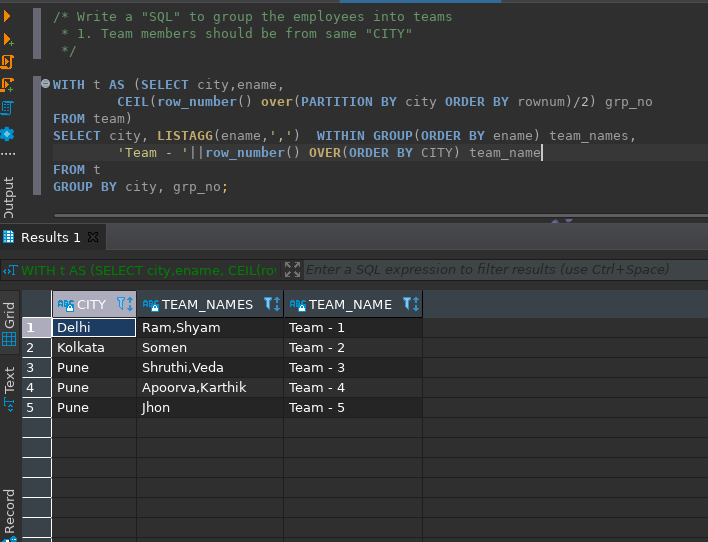 /* Write a "SQL" to group the employees into teams
* 1. Team members should be from same "CITY"
*/
WITH t AS (SELECT city,ename,
CEIL(row_number() over(PARTITION BY city ORDER BY rownum)/2) grp_no
FROM team)
SELECT city, LISTAGG(ename,',')  WITHIN GROUP(ORDER BY ename) team_names,
'Team - '||row_number() OVER(ORDER BY CITY) team_name
FROM t
GROUP BY city, grp_no;
Output
Results 1
WITH t AS (SELECT city,ename, CEIL(ro
Enter a SQL expression to filter results (use Ctrl+Space)
Grid
Text
Record
ABC CITY ABC TEAM_NAMES ABC TEAM_NAME
1 Delhi Ram,Shyam Team - 1
2 Kolkata Somen Team - 2
3 Pune Shruthi,Veda Team - 3
4 Pune Apoorva,Karthik Team - 4
5 Pune Jhon Team - 5